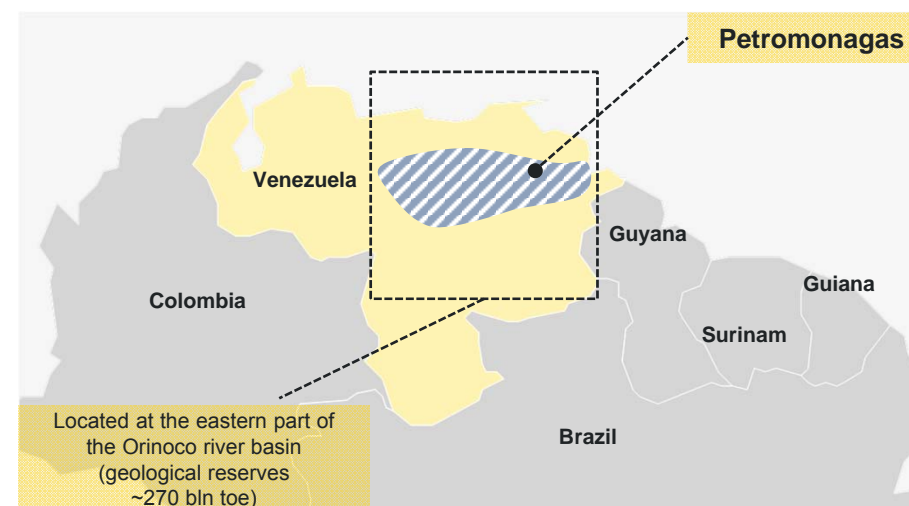 Petromonagas
Venezuela
Guyana
Guiana
Colombia
Surinam
Brazil
Located at the eastern part of
the Orinoco river basin
(geological reserves
~270 bln toe)